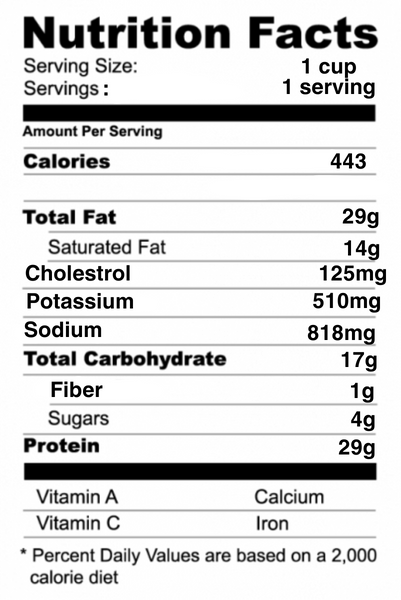 Nutrition Facts
Serving Size: 1 cup
Servings : 1 serving
Amount Per Serving
Calories 443
Total Fat 29g
Saturated Fat 14g
Cholestrol 125mg
Potassium 510mg
Sodium 818mg
Total Carbohydrate 17g
Fiber 1g
Sugars 4g
Protein 29g
Vitamin A Calcium
Vitamin C Iron
* Percent Daily Values are based on a 2,000
calorie diet